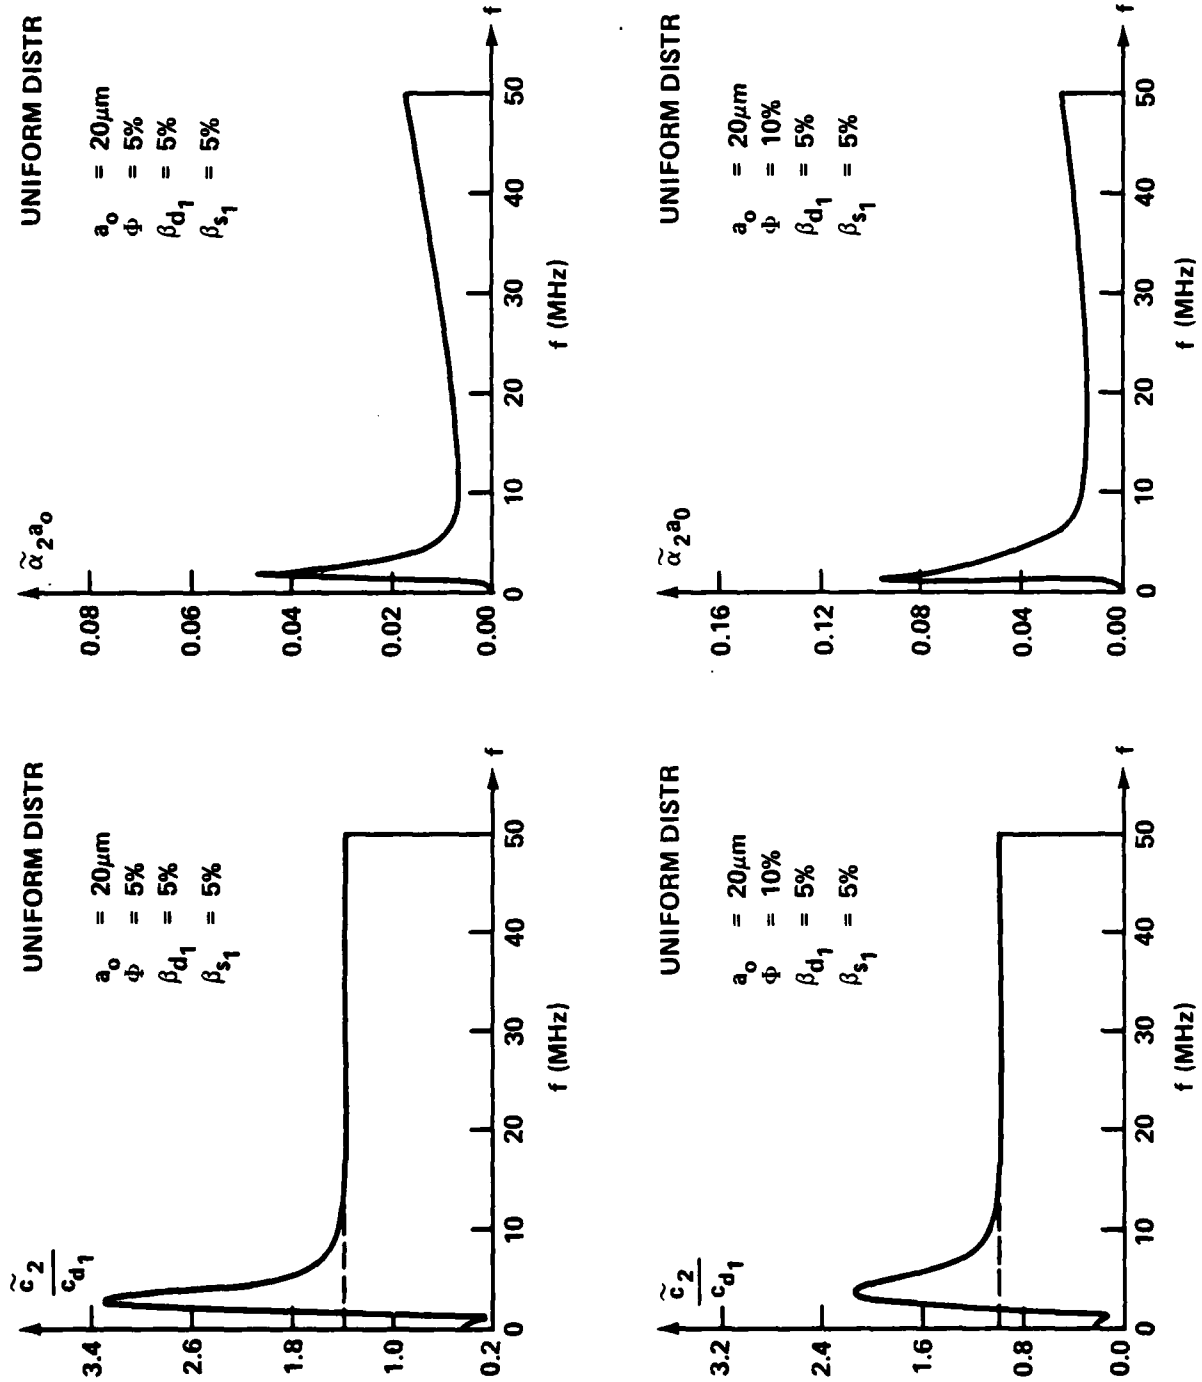 c̃₂
c_d₁
UNIFORM DISTR
a_o = 20μm
Φ = 5%
β_d₁ = 5%
β_s₁ = 5%
3.4
2.6
1.8
1.0
0.2
0 10 20 30 40 50 f
f (MHz)
α̃₂a_o
UNIFORM DISTR
a_o = 20μm
Φ = 5%
β_d₁ = 5%
β_s₁ = 5%
0.08
0.06
0.04
0.02
0.00
0 10 20 30 40 50 f
f (MHz)
c̃₂
c_d₁
UNIFORM DISTR
a_o = 20μm
Φ = 10%
β_d₁ = 5%
β_s₁ = 5%
3.2
2.4
1.6
0.8
0.0
0 10 20 30 40 50 f
f (MHz)
α̃₂a₀
UNIFORM DISTR
a_o = 20μm
Φ = 10%
β_d₁ = 5%
β_s₁ = 5%
0.16
0.12
0.08
0.04
0.00
0 10 20 30 40 50 f
f (MHz)